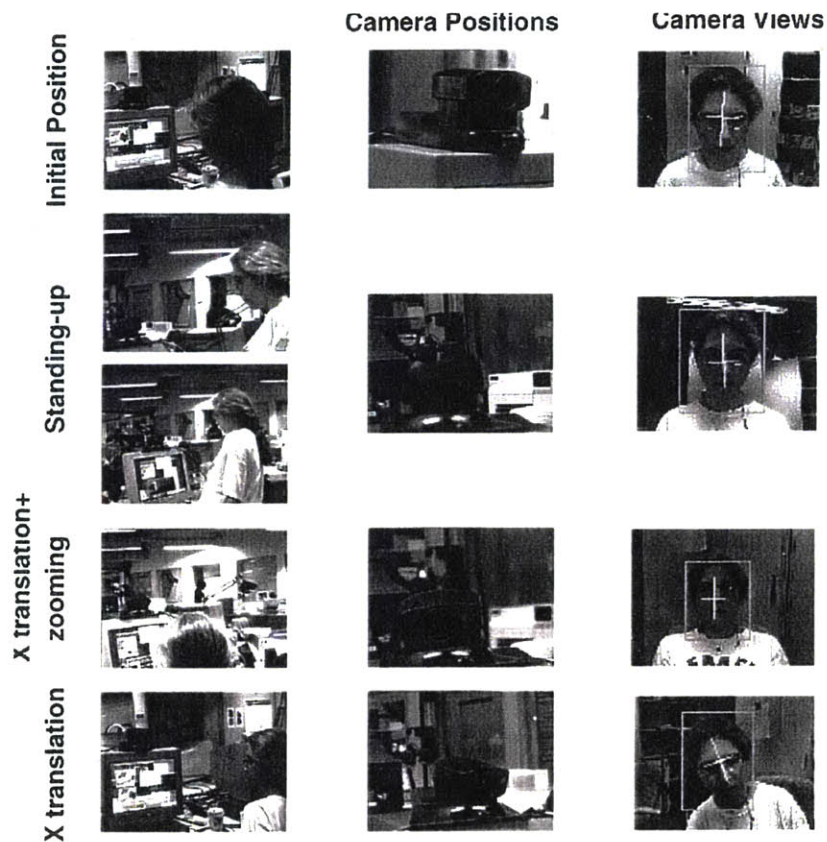 Camera Positions
Camera Views
Initial Position
Standing-up
X translation+
zooming
X translation